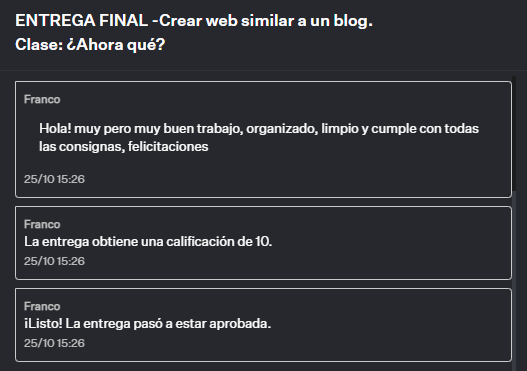 ENTREGA FINAL -Crear web similar a un blog.
Clase: ¿Ahora qué?
Franco
Hola! muy pero muy buen trabajo, organizado, limpio y cumple con todas
las consignas, felicitaciones
25/10 15:26
Franco
La entrega obtiene una calificación de 10.
25/10 15:26
Franco
¡Listo! La entrega pasó a estar aprobada.
25/10 15:26